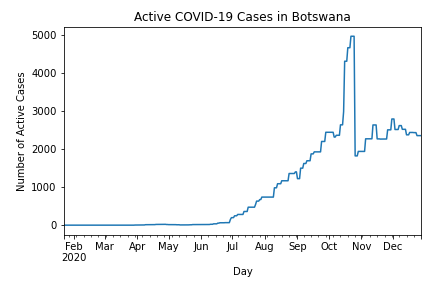 Active COVID-19 Cases in Botswana
Number of Active Cases
5000
4000
3000
2000
1000
0
Feb Mar Apr May Jun Jul Aug Sep Oct Nov Dec
2020
Day